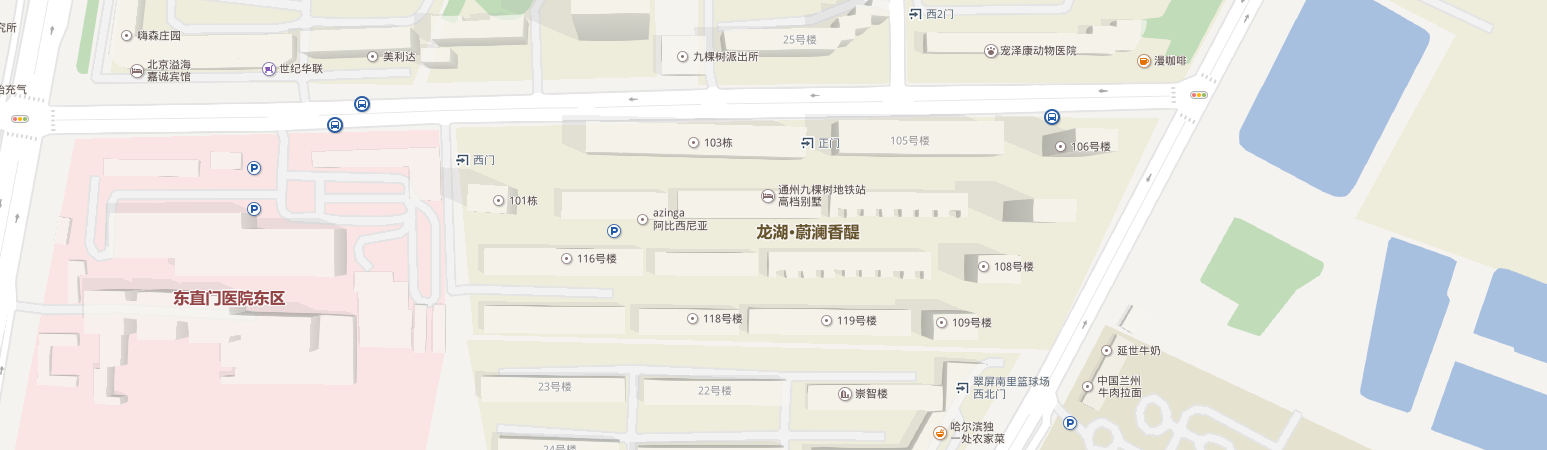 西2门
究所
嗨森庄园
25号楼
宠泽康动物医院
美利达
九棵树派出所
漫咖啡
北京溢海
嘉诚宾馆
世纪华联
充气
103栋
正门
105号楼
106号楼
西门
通州九棵树地铁站
高档别墅
101栋
azinga
阿比西尼亚
龙湖•蔚澜香醍
116号楼
108号楼
东直门医院东区
118号楼
119号楼
109号楼
延世牛奶
23号楼
22号楼
崇智楼
翠屏南里篮球场
西北门
中国兰州
牛肉拉面
哈尔滨独
一处农家菜
24号楼